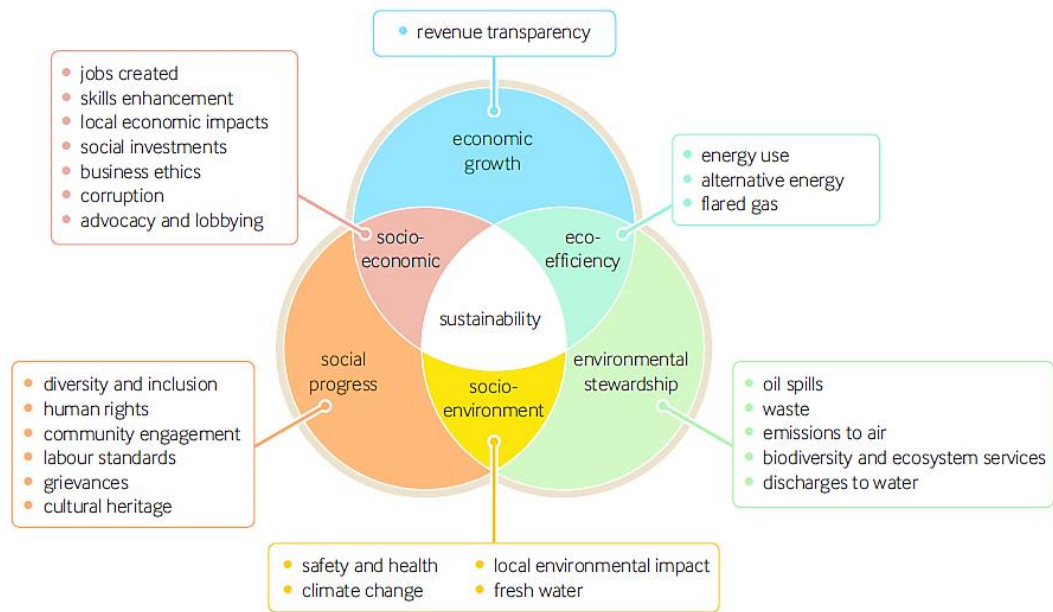 revenue transparency
jobs created
skills enhancement
local economic impacts
social investments
business ethics
corruption
advocacy and lobbying
economic
growth
energy use
alternative energy
flared gas
socio-
economic
eco-
efficiency
sustainability
social
progress
socio-
environment
environmental
stewardship
diversity and inclusion
human rights
community engagement
labour standards
grievances
cultural heritage
oil spills
waste
emissions to air
biodiversity and ecosystem services
discharges to water
safety and health
climate change
local environmental impact
fresh water